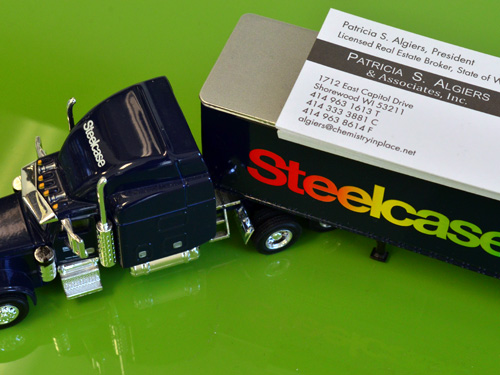 Patricia S. Algiers, President
Licensed Real Estate Broker, State of W
PATRICIA S. ALGIERS
& Associates, Inc.
1712 East Capitol Drive
Shorewood WI 53211
414 963 1613 T
414 333 3881 C
414 963 8614 F
algiers@chemistryinplace.net
Steelcase
Steelcase